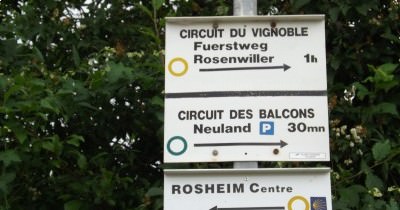 CIRCUIT DU VIGNOBLE
Fuerstweg
Rosenwiller 1h
CIRCUIT DES BALCONS
Neuland P 30mn
ROSHEIM Centre